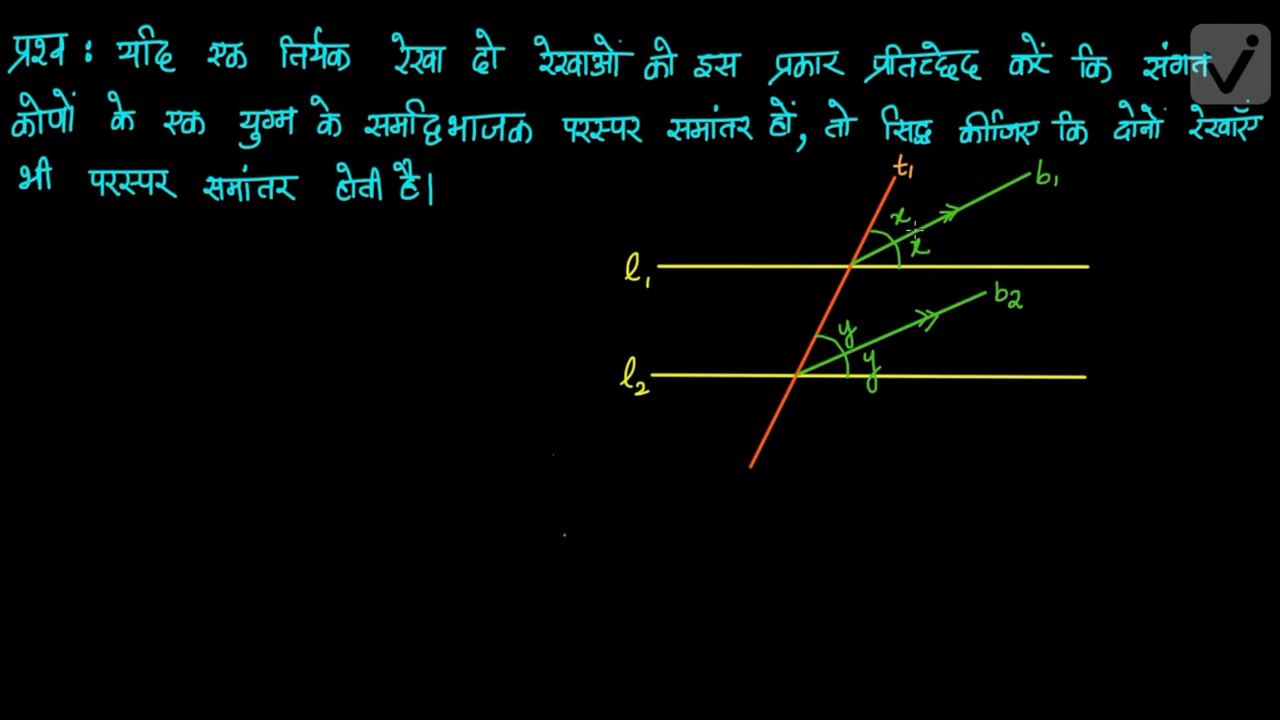 प्रश्न : यदि एक तिर्यक रेखा दो रेखाओं को इस प्रकार प्रतिच्छेद करें कि संगत
कोणों के एक युग्म के समद्विभाजक परस्पर समांतर हों, तो सिद्ध कीजिए कि दोनों रेखाएँ
भी परस्पर समांतर होती है।
t₁
b₁
x
x
l₁
b₂
y
y
l₂